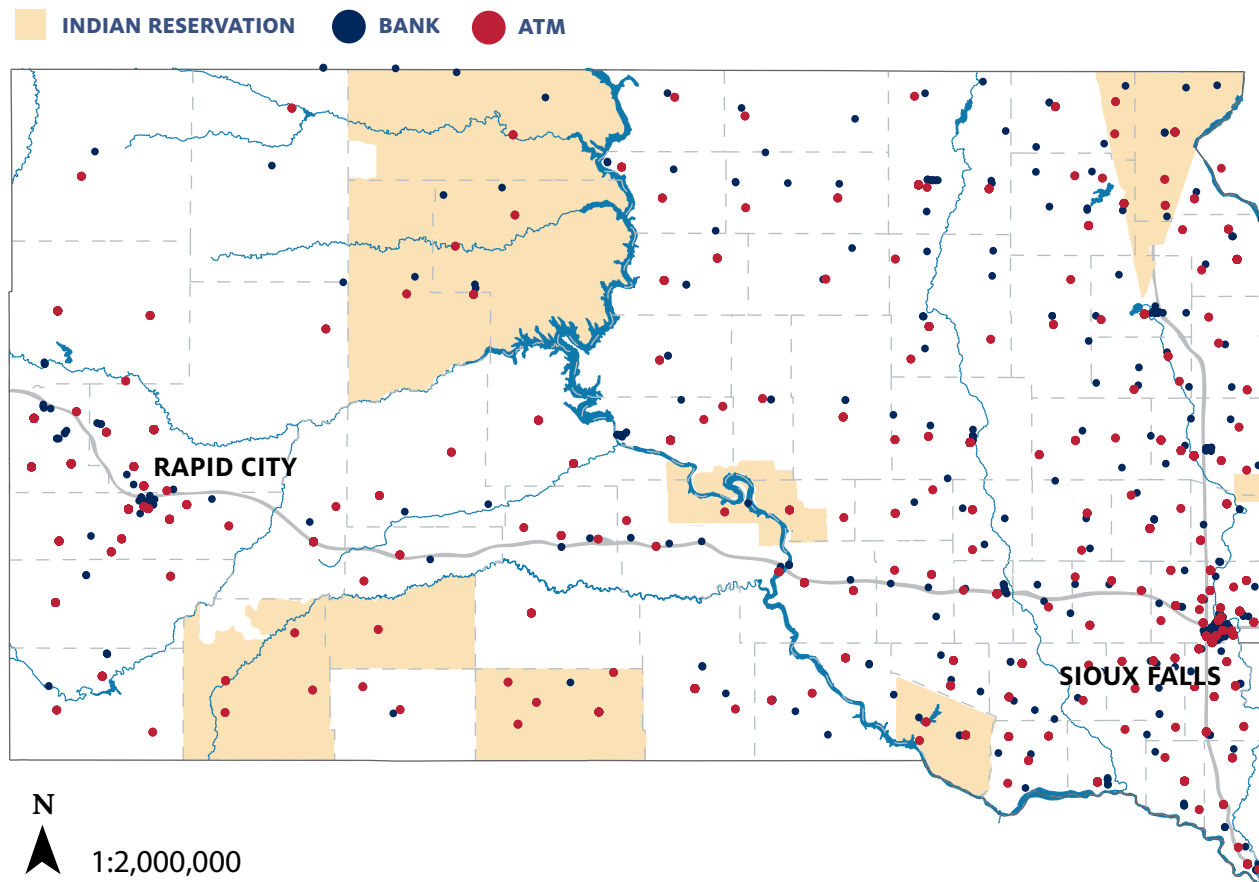 INDIAN RESERVATION BANK ATM
RAPID CITY
SIOUX FALLS
N
1:2,000,000